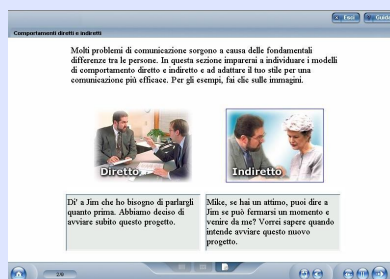 Esci
Guida
Comportamenti diretti e indiretti
Molti problemi di comunicazione sorgono a causa delle fondamentali
differenze tra le persone. In questa sezione imparerai a individuare i modelli
di comportamento diretto e indiretto e ad adattare il tuo stile per una
comunicazione più efficace. Per gli esempi, fai clic sulle immagini.
Diretto
Indiretto
Di' a Jim che ho bisogno di parlargli
quanto prima. Abbiamo deciso di
avviare subito questo progetto.
Mike, se hai un attimo, puoi dire a
Jim se può fermarsi un momento e
venire da me? Vorrei sapere quando
intende avviare questo nuovo
progetto.